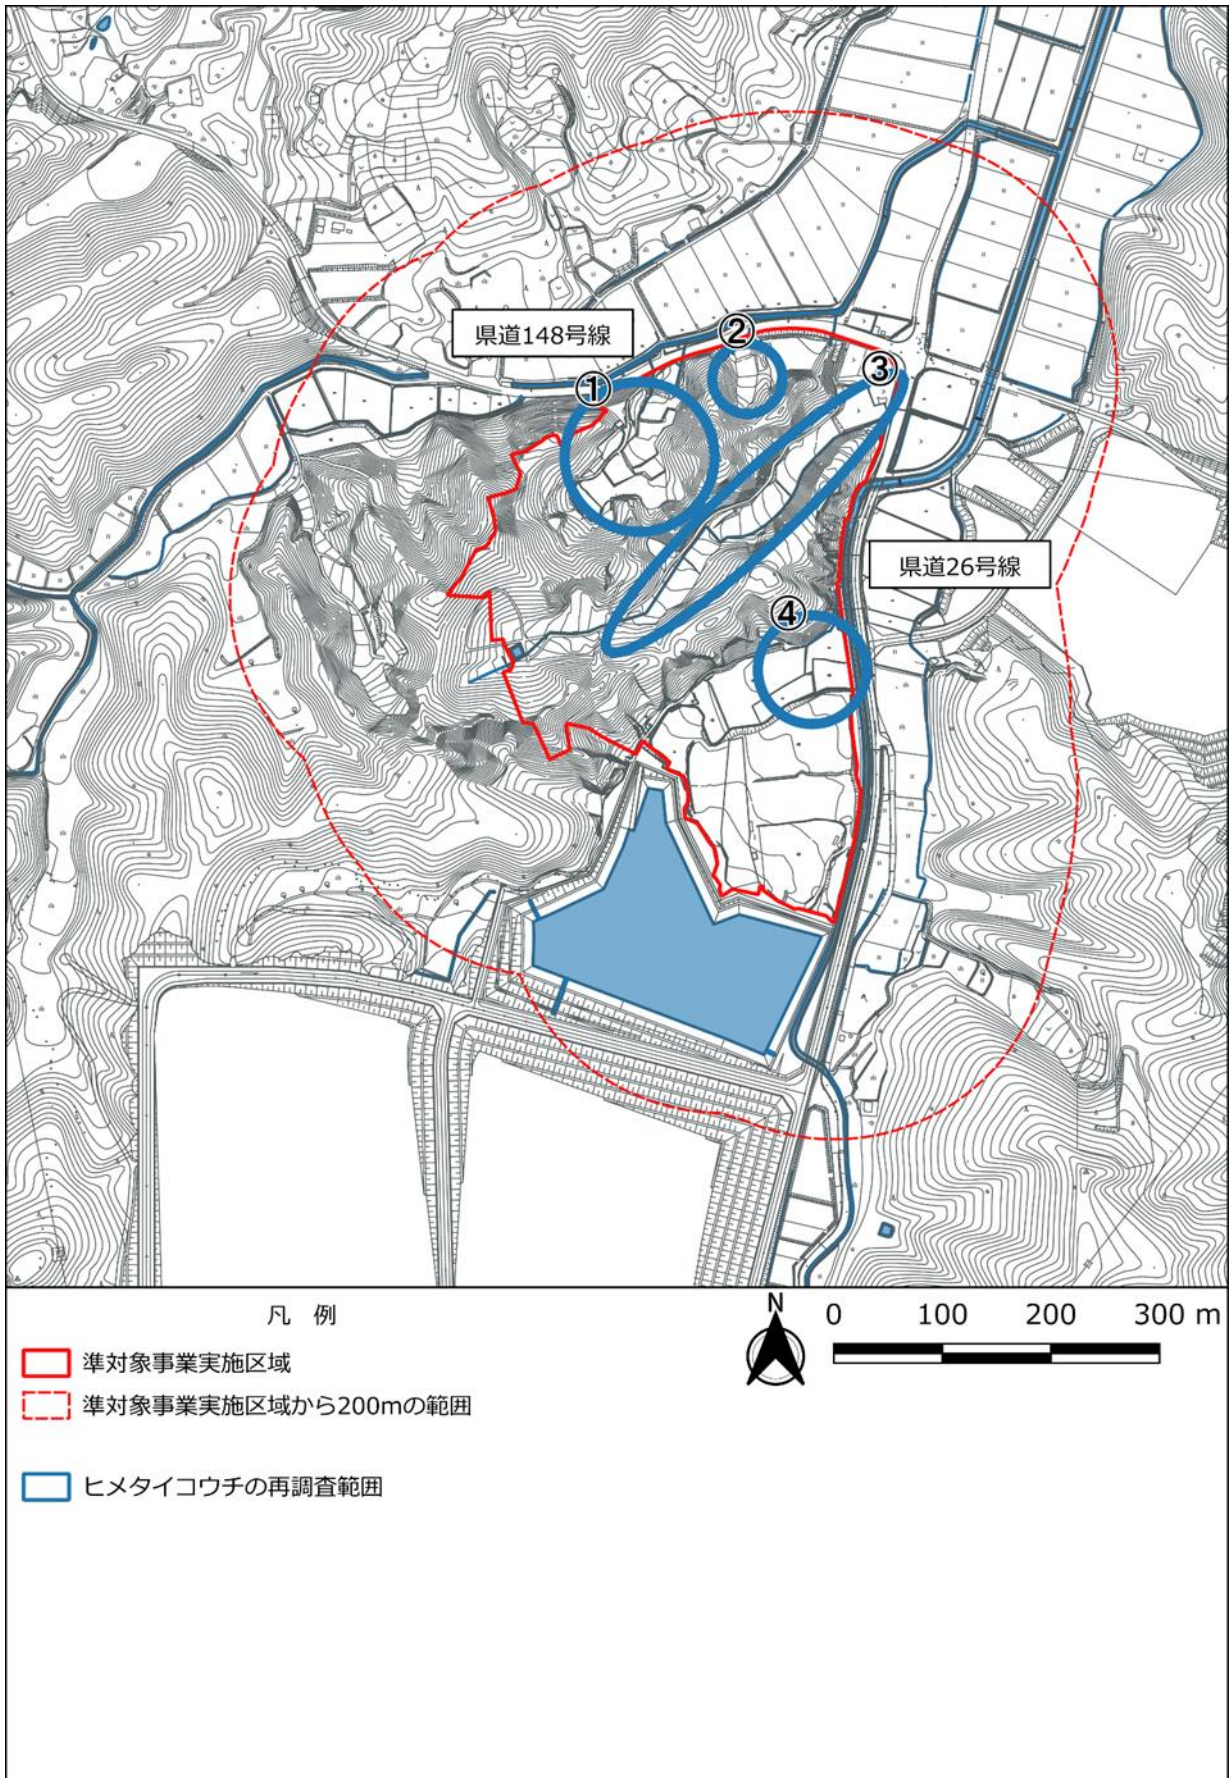 県道148号線
②
①
③
県道26号線
④
凡 例
N
0 100 200 300 m
準対象事業実施区域
準対象事業実施区域から200mの範囲
ヒメタイコウチの再調査範囲